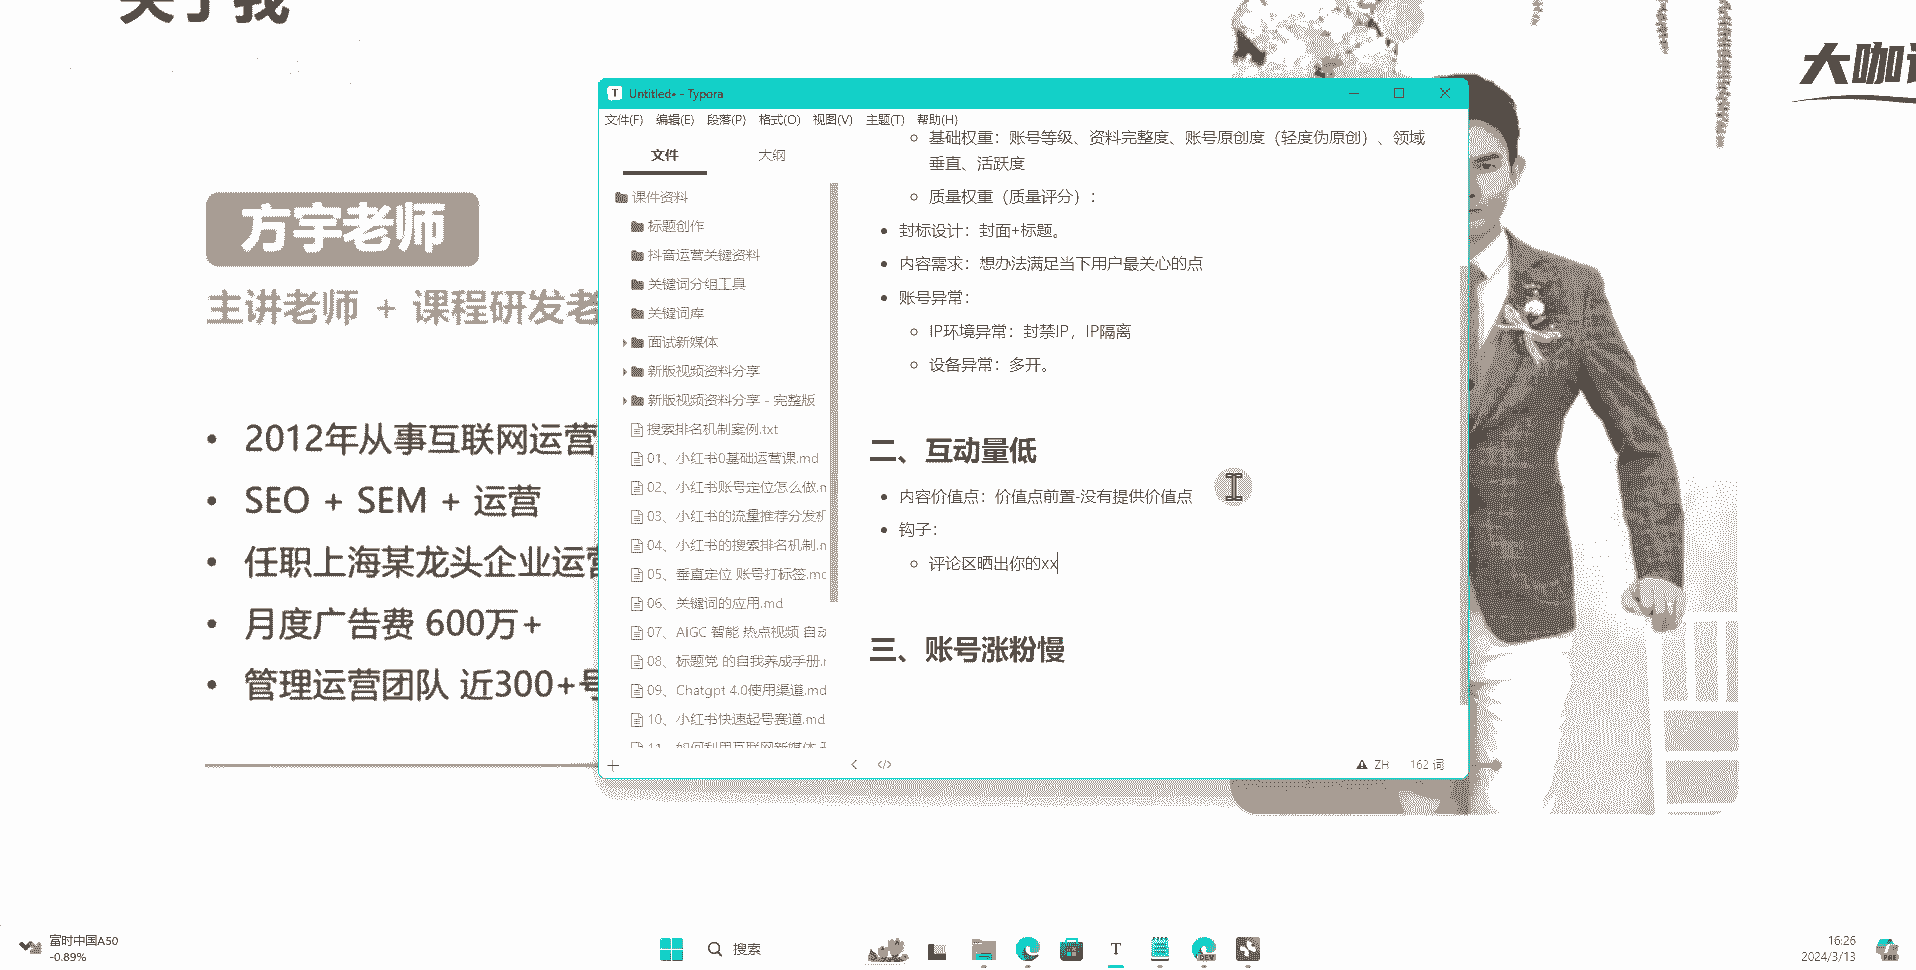 关于我
大咖
方宇老师
主讲老师 + 课程研发老
2012年从事互联网运营
SEO + SEM + 运营
任职上海某龙头企业运营
月度广告费 600万+
管理运营团队 近300+号
Untitled• - Typora
文件(F) 编辑(E) 段落(P) 格式(O) 视图(V) 主题(T) 帮助(H)
文件 大纲
课件资料
标题创作
抖音运营关键资料
关键词分组工具
关键词库
面试新媒体
新版视频资料分享
新版视频资料分享 - 完整版
搜索排名机制案例.txt
01、小红书0基础运营课.md
02、小红书账号定位怎么做.m
03、小红书的流量推荐分发机
04、小红书的搜索排名机制.m
05、垂直定位 账号打标签.md
06、关键词的应用.md
07、AIGC 智能 热点视频 自动
08、标题党 的自我养成手册.m
09、Chatgpt 4.0使用渠道.md
10、小红书快速起号赛道.md
11、如何利用互联网新媒体
基础权重：账号等级、资料完整度、账号原创度（轻度伪原创）、领域
垂直、活跃度
质量权重（质量评分）：
封标设计：封面+标题。
内容需求：想办法满足当下用户最关心的点
账号异常：
IP环境异常：封禁IP，IP隔离
设备异常：多开。
二、互动量低
内容价值点：价值点前置-没有提供价值点
钩子：
评论区晒出你的xx
三、账号涨粉慢
ZH 162 词
富时中国A50
-0.89%
搜索
16:26
2024/3/13